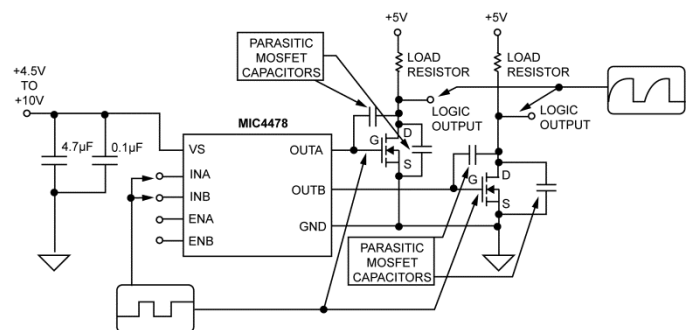 +5V
+5V
PARASITIC
MOSFET
CAPACITORS
LOAD
RESISTOR
LOAD
RESISTOR
+4.5V
TO
+10V
LOGIC
OUTPUT
LOGIC
OUTPUT
MIC4478
4.7µF
0.1µF
VS
OUTA
G
D
S
INA
INB
OUTB
G
D
S
ENA
ENB
GND
PARASITIC
MOSFET
CAPACITORS